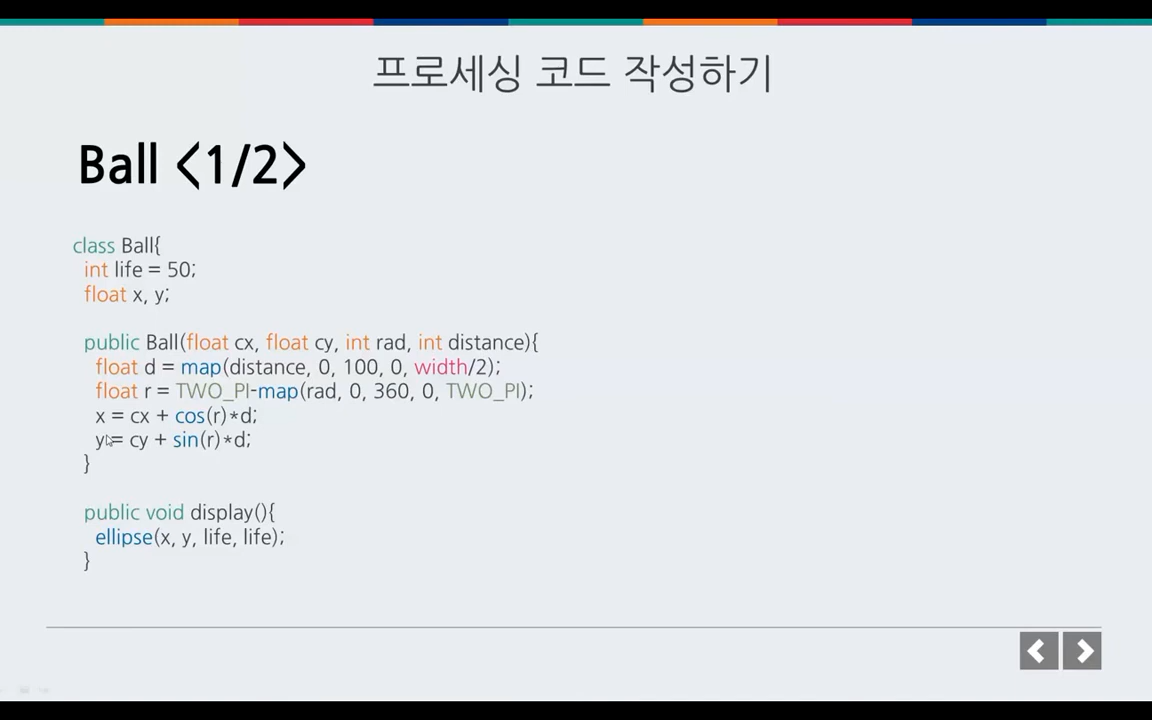 프로세싱 코드 작성하기
Ball <1/2>
class Ball{
int life = 50;
float x, y;
public Ball(float cx, float cy, int rad, int distance){
float d = map(distance, 0, 100, 0, width/2);
float r = TWO_PI-map(rad, 0, 360, 0, TWO_PI);
x = cx + cos(r)*d;
y = cy + sin(r)*d;
}
public void display(){
ellipse(x, y, life, life);
}